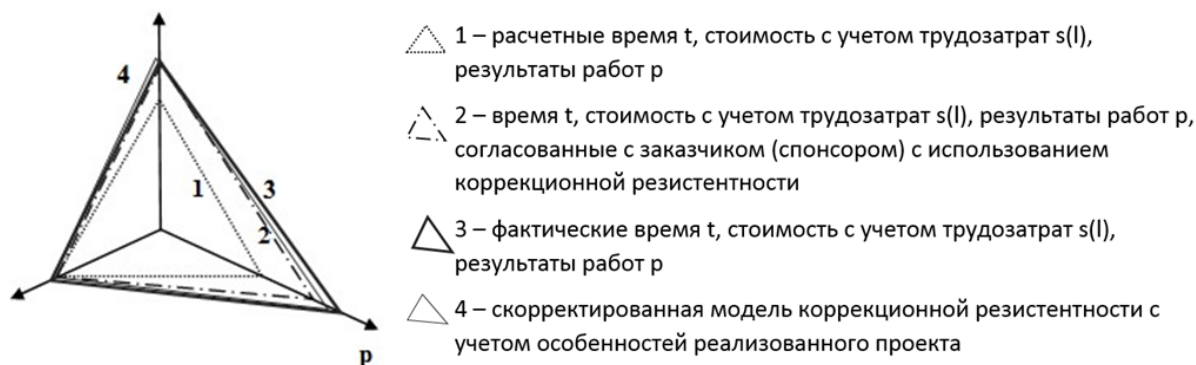 4
1
3
2
p
1 – расчетные время t, стоимость с учетом трудозатрат s(l),
результаты работ p
2 – время t, стоимость с учетом трудозатрат s(l), результаты работ p,
согласованные с заказчиком (спонсором) с использованием
коррекционной резистентности
3 – фактические время t, стоимость с учетом трудозатрат s(l),
результаты работ p
4 – скорректированная модель коррекционной резистентности с
учетом особенностей реализованного проекта